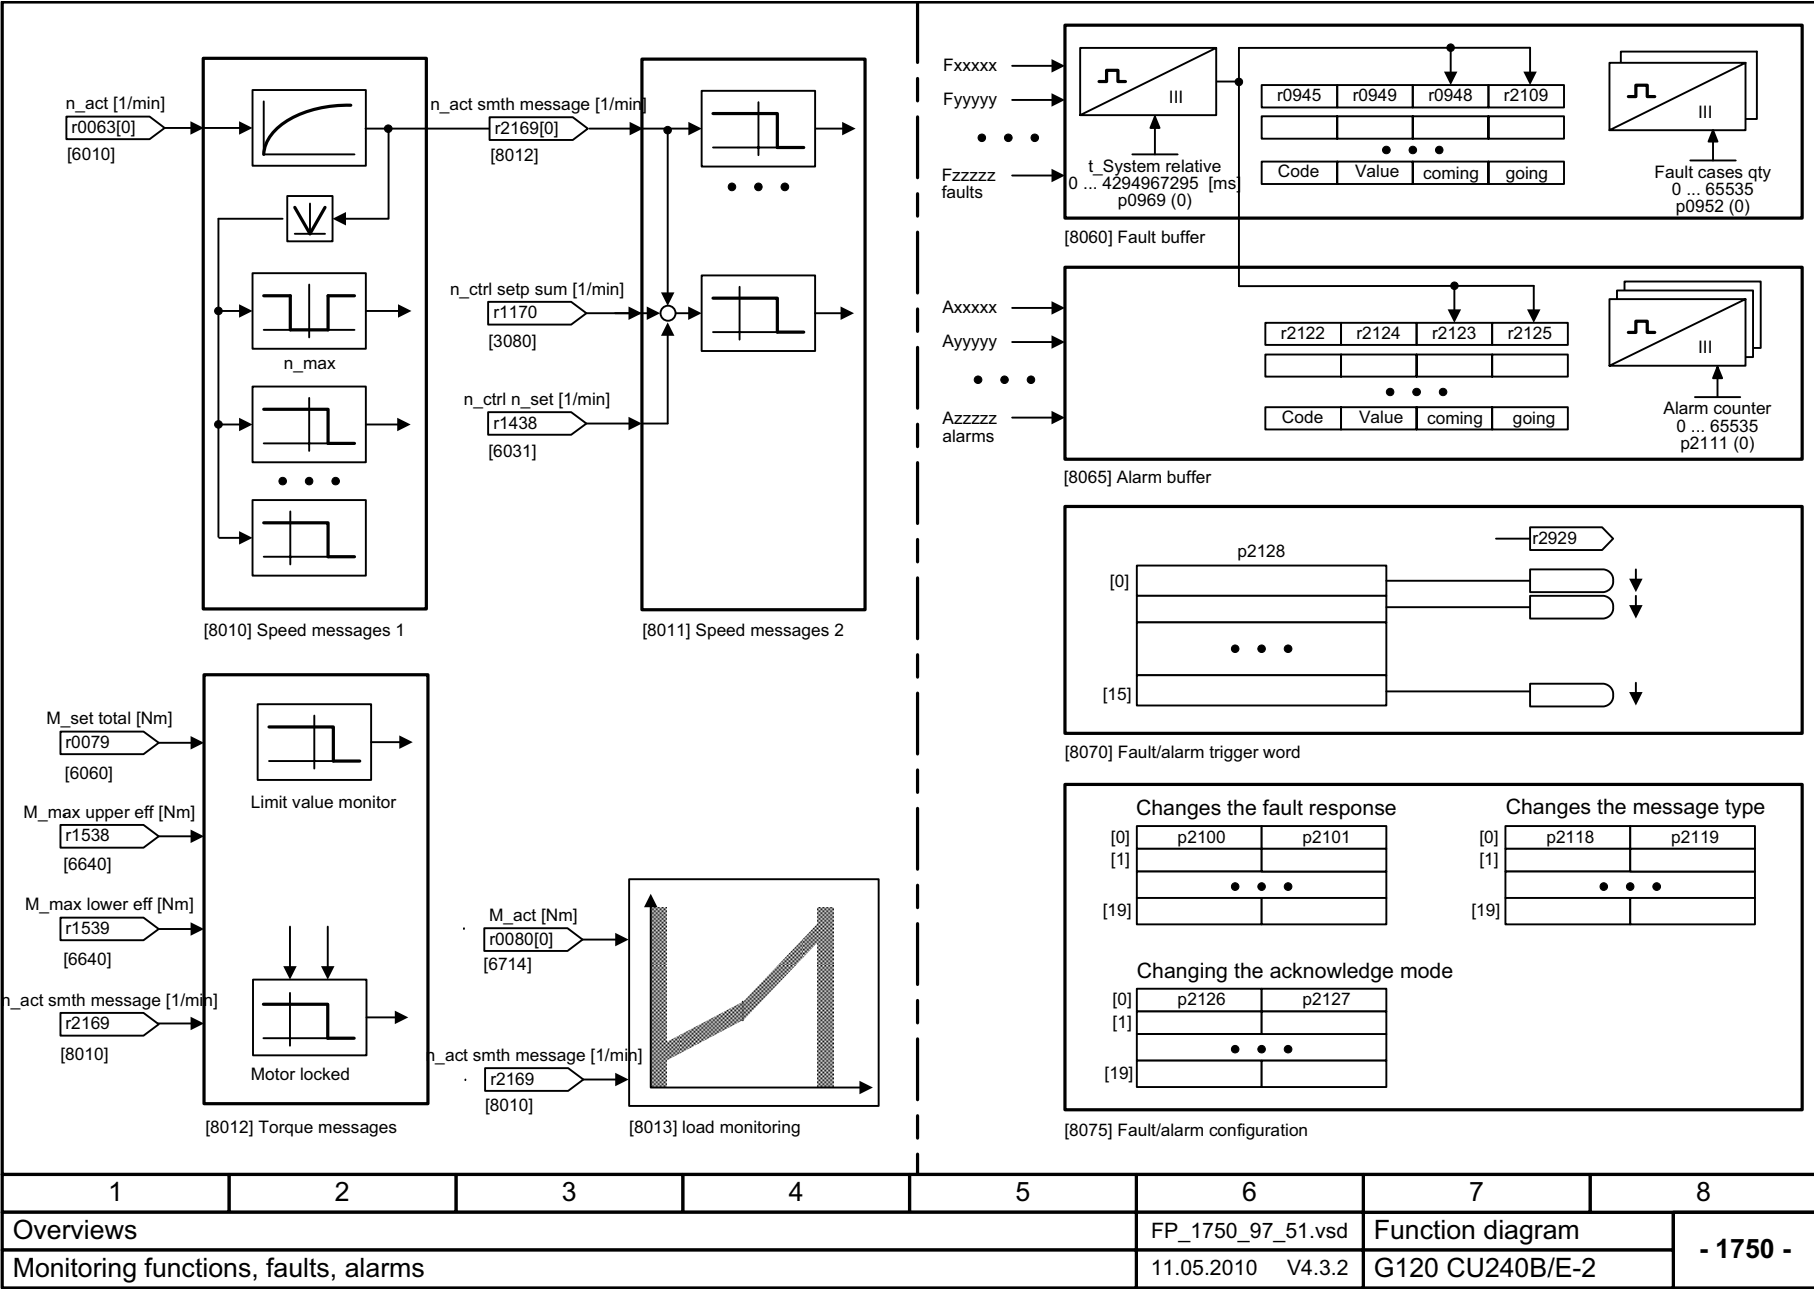 n_act [1/min]
r0063[0]
[6010]
n_max
[8010] Speed messages 1
n_act smth message [1/min]
r2169[0]
[8012]
n_ctrl setp sum [1/min]
r1170
[3080]
n_ctrl n_set [1/min]
r1438
[6031]
[8011] Speed messages 2
M_set total [Nm]
r0079
[6060]
M_max upper eff [Nm]
r1538
[6640]
M_max lower eff [Nm]
r1539
[6640]
n_act smth message [1/min]
r2169
[8010]
Limit value monitor
Motor locked
[8012] Torque messages
M_act [Nm]
r0080[0]
[6714]
n_act smth message [1/min]
r2169
[8010]
[8013] load monitoring
Fxxxxx
Fyyyyy
Fzzzzz
faults
III
t_System relative
0 ... 4294967295 [ms]
p0969 (0)
r0945 r0949 r0948 r2109
Code Value coming going
III
Fault cases qty
0 ... 65535
p0952 (0)
[8060] Fault buffer
Axxxxx
Ayyyyy
Azzzzz
alarms
r2122 r2124 r2123 r2125
Code Value coming going
III
Alarm counter
0 ... 65535
p2111 (0)
[8065] Alarm buffer
p2128
r2929
[0]
[15]
[8070] Fault/alarm trigger word
Changes the fault response
[0] p2100 p2101
[1]
[19]
Changes the message type
[0] p2118 p2119
[1]
[19]
Changing the acknowledge mode
[0] p2126 p2127
[1]
[19]
[8075] Fault/alarm configuration
1 2 3 4 5 6 7 8
Overviews
FP_1750_97_51.vsd
Function diagram
- 1750 -
Monitoring functions, faults, alarms
11.05.2010 V4.3.2
G120 CU240B/E-2